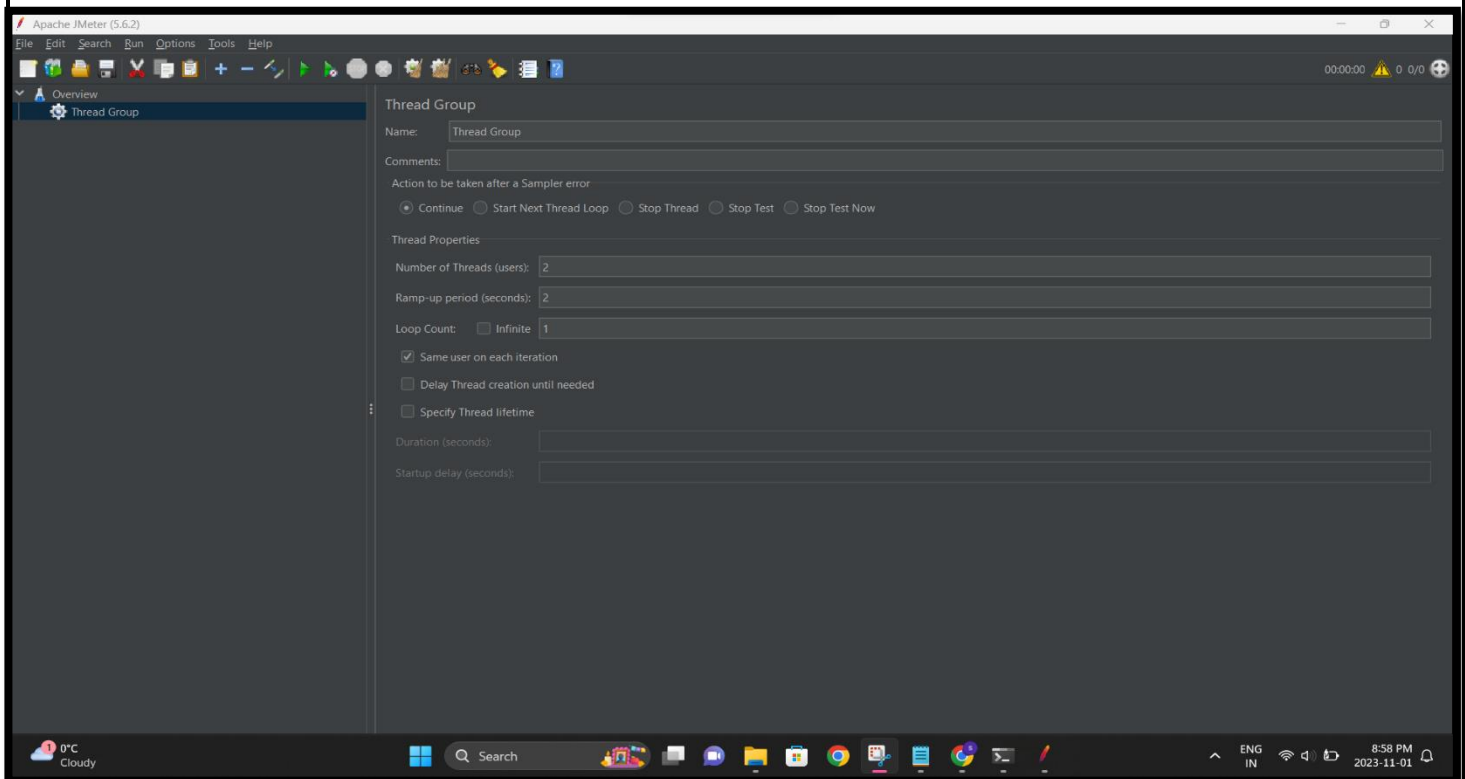 Apache JMeter (5.6.2)
File Edit Search Run Options Tools Help
00:00:00 0 0/0
Overview
Thread Group
Thread Group
Name: Thread Group
Comments:
Action to be taken after a Sampler error
Continue Start Next Thread Loop Stop Thread Stop Test Stop Test Now
Thread Properties
Number of Threads (users): 2
Ramp-up period (seconds): 2
Loop Count: Infinite 1
Same user on each iteration
Delay Thread creation until needed
Specify Thread lifetime
Duration (seconds):
Startup delay (seconds):
1 0°C
Cloudy
Search
ENG
IN
8:58 PM
2023-11-01